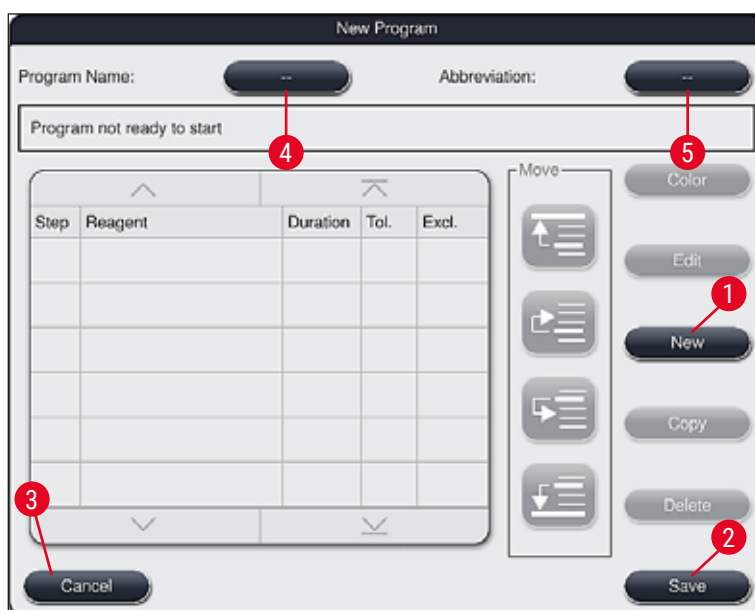 New Program
Program Name: -- Abbreviation: --
4 5
Program not ready to start
Move Color
Step Reagent Duration Tol. Excl.
Edit
1
New
Copy
3
Delete
2
Cancel Save